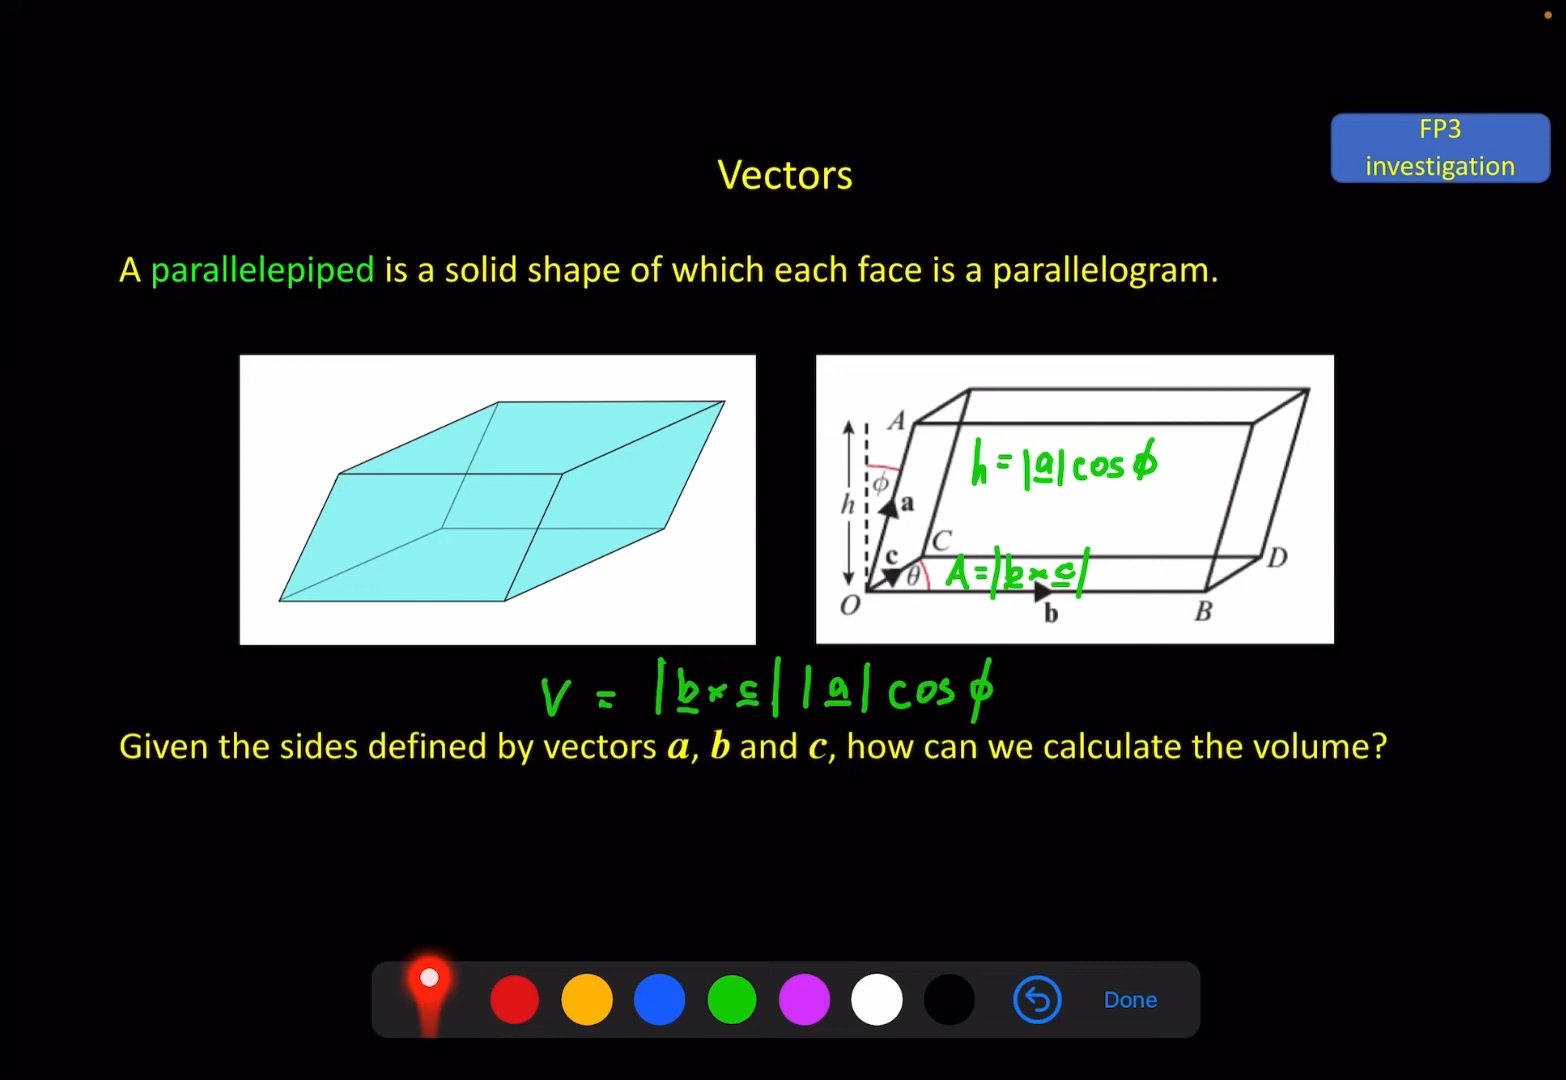 FP3
investigation
Vectors
A parallelepiped is a solid shape of which each face is a parallelogram.
A
h = |a| cos ϕ
ϕ
h
a
C
c
θ
A = |b × c|
D
O
b
B
V = |b × c| |a| cos ϕ
Given the sides defined by vectors a, b and c, how can we calculate the volume?
Done